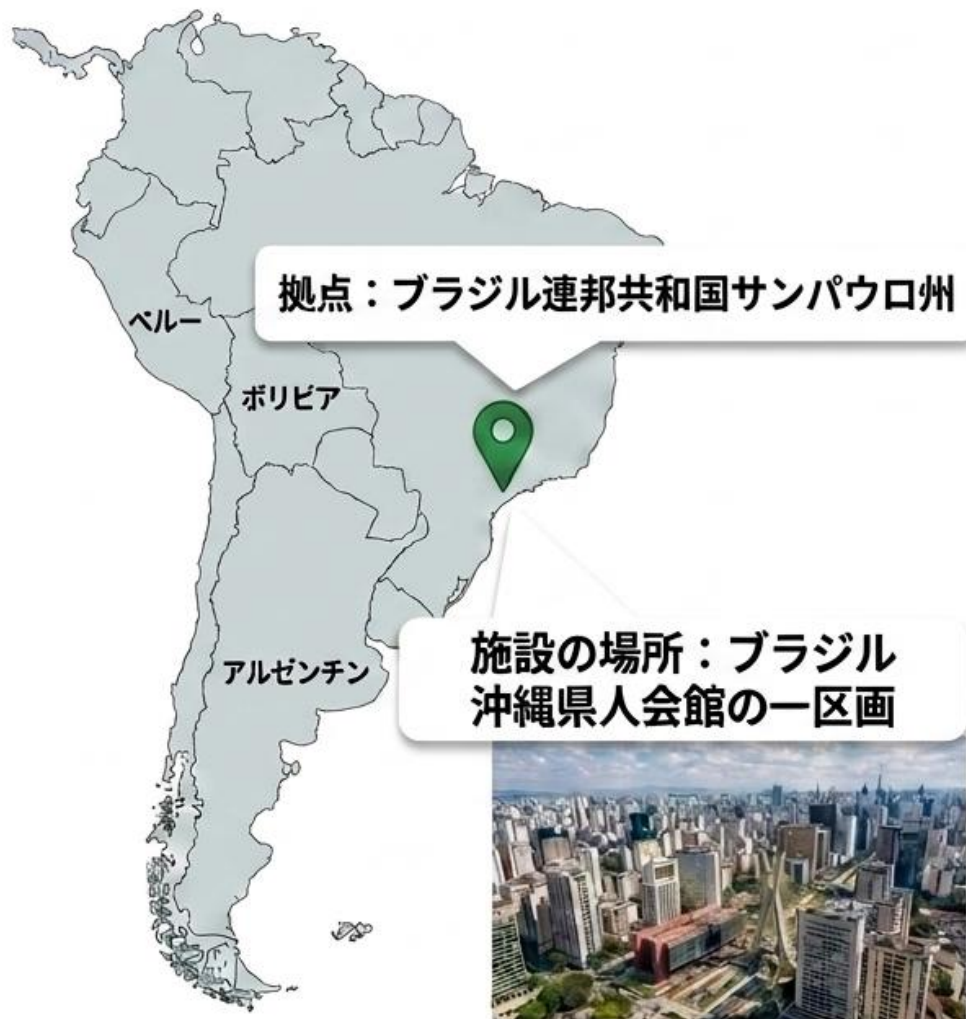 拠点：ブラジル連邦共和国サンパウロ州
ペルー
ボリビア
施設の場所：ブラジル
沖縄県人会館の一区画
アルゼンチン